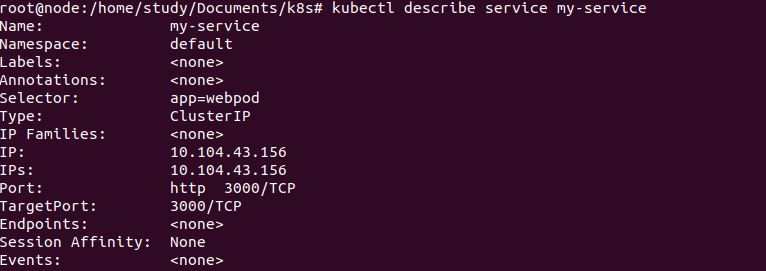 root@node:/home/study/Documents/k8s# kubectl describe service my-service
Name:              my-service
Namespace:         default
Labels:            <none>
Annotations:       <none>
Selector:          app=webpod
Type:              ClusterIP
IP Families:       <none>
IP:                10.104.43.156
IPs:               10.104.43.156
Port:              http  3000/TCP
TargetPort:        3000/TCP
Endpoints:         <none>
Session Affinity:  None
Events:            <none>